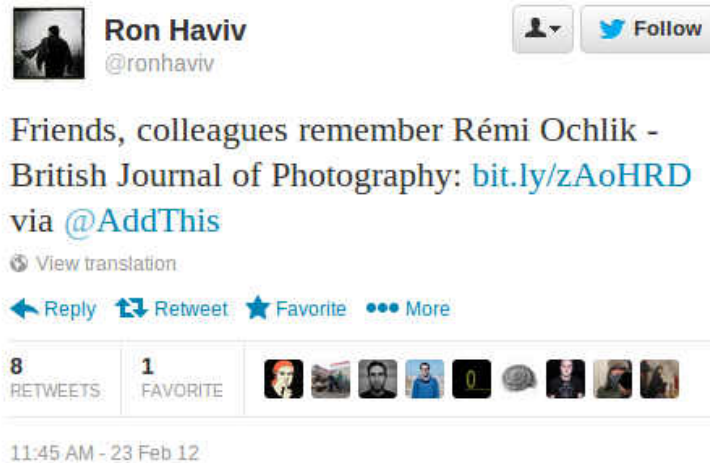 Ron Haviv
@ronhaviv
Follow
Friends, colleagues remember Rémi Ochlik -
British Journal of Photography: bit.ly/zAoHRD
via @AddThis
View translation
Reply Retweet Favorite More
8 1
RETWEETS FAVORITE
0
11:45 AM - 23 Feb 12